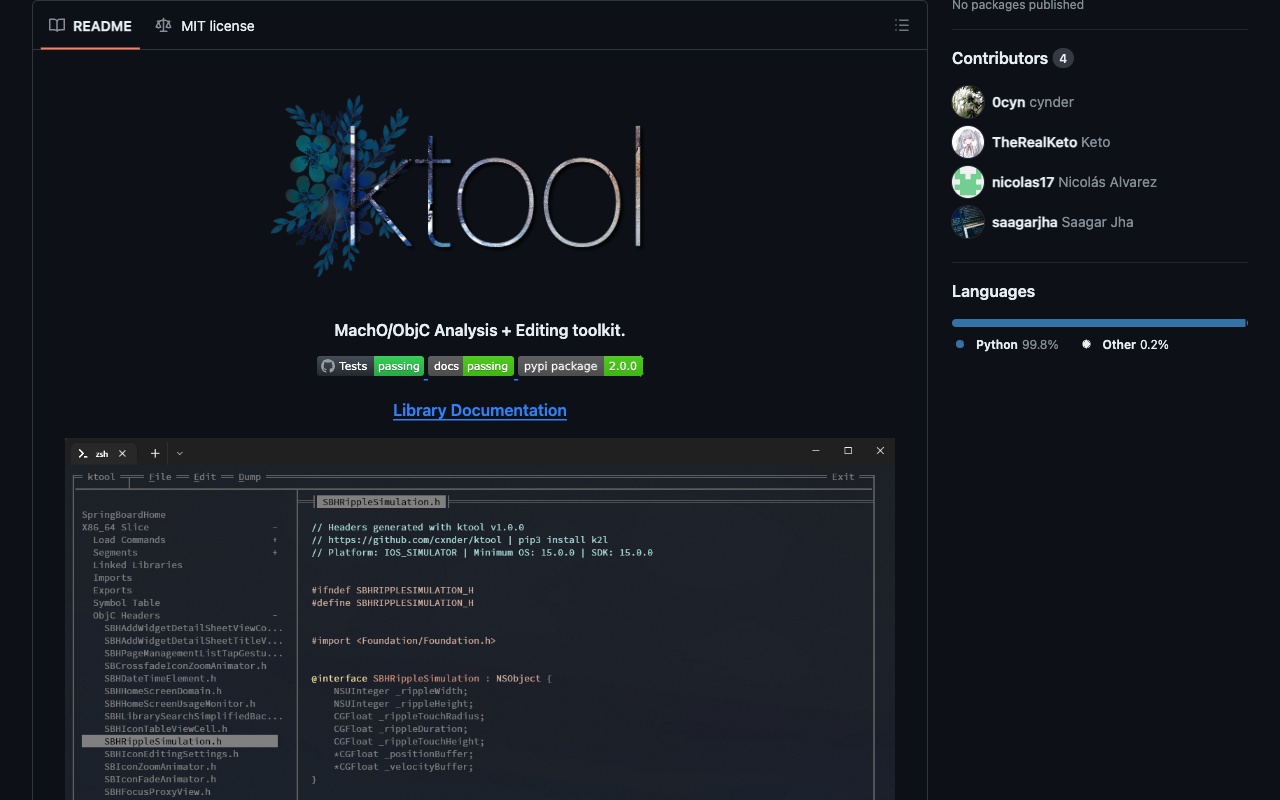 README
MIT license
ktool
MachO/ObjC Analysis + Editing toolkit.
Tests passing docs passing pypi package 2.0.0
Library Documentation
zsh
ktool File Edit Dump Exit
SpringBoardHome
X86_64 Slice -
Load Commands +
Segments +
Linked Libraries
Imports
Exports
Symbol Table
ObjC Headers -
SBHAddWidgetDetailSheetViewCo...
SBHAddWidgetDetailSheetTitleV...
SBHPageManagementListTapGestu...
SBCrossfadeIconZoomAnimator.h
SBHDateTimeElement.h
SBHHomeScreenDomain.h
SBHHomeScreenUsageMonitor.h
SBHLibrarySearchSimplifiedBac...
SBHIconTableViewCell.h
SBHRippleSimulation.h
SBHIconEditingSettings.h
SBIconZoomAnimator.h
SBIconFadeAnimator.h
SBHFocusProxyView.h
SBHRippleSimulation.h
// Headers generated with ktool v1.0.0
// https://github.com/cxnder/ktool | pip3 install k2l
// Platform: IOS_SIMULATOR | Minimum OS: 15.0.0 | SDK: 15.0.0
#ifndef SBHRIPPLESIMULATION_H
#define SBHRIPPLESIMULATION_H
#import <Foundation/Foundation.h>
@interface SBHRippleSimulation : NSObject {
NSUInteger _rippleWidth;
NSUInteger _rippleHeight;
CGFloat _rippleTouchRadius;
CGFloat _rippleDuration;
CGFloat _rippleTouchHeight;
*CGFloat _positionBuffer;
*CGFloat _velocityBuffer;
}
No packages published
Contributors 4
0cyn cynder
TheRealKeto Keto
nicolas17 Nicolás Alvarez
saagarjha Saagar Jha
Languages
Python 99.8% Other 0.2%